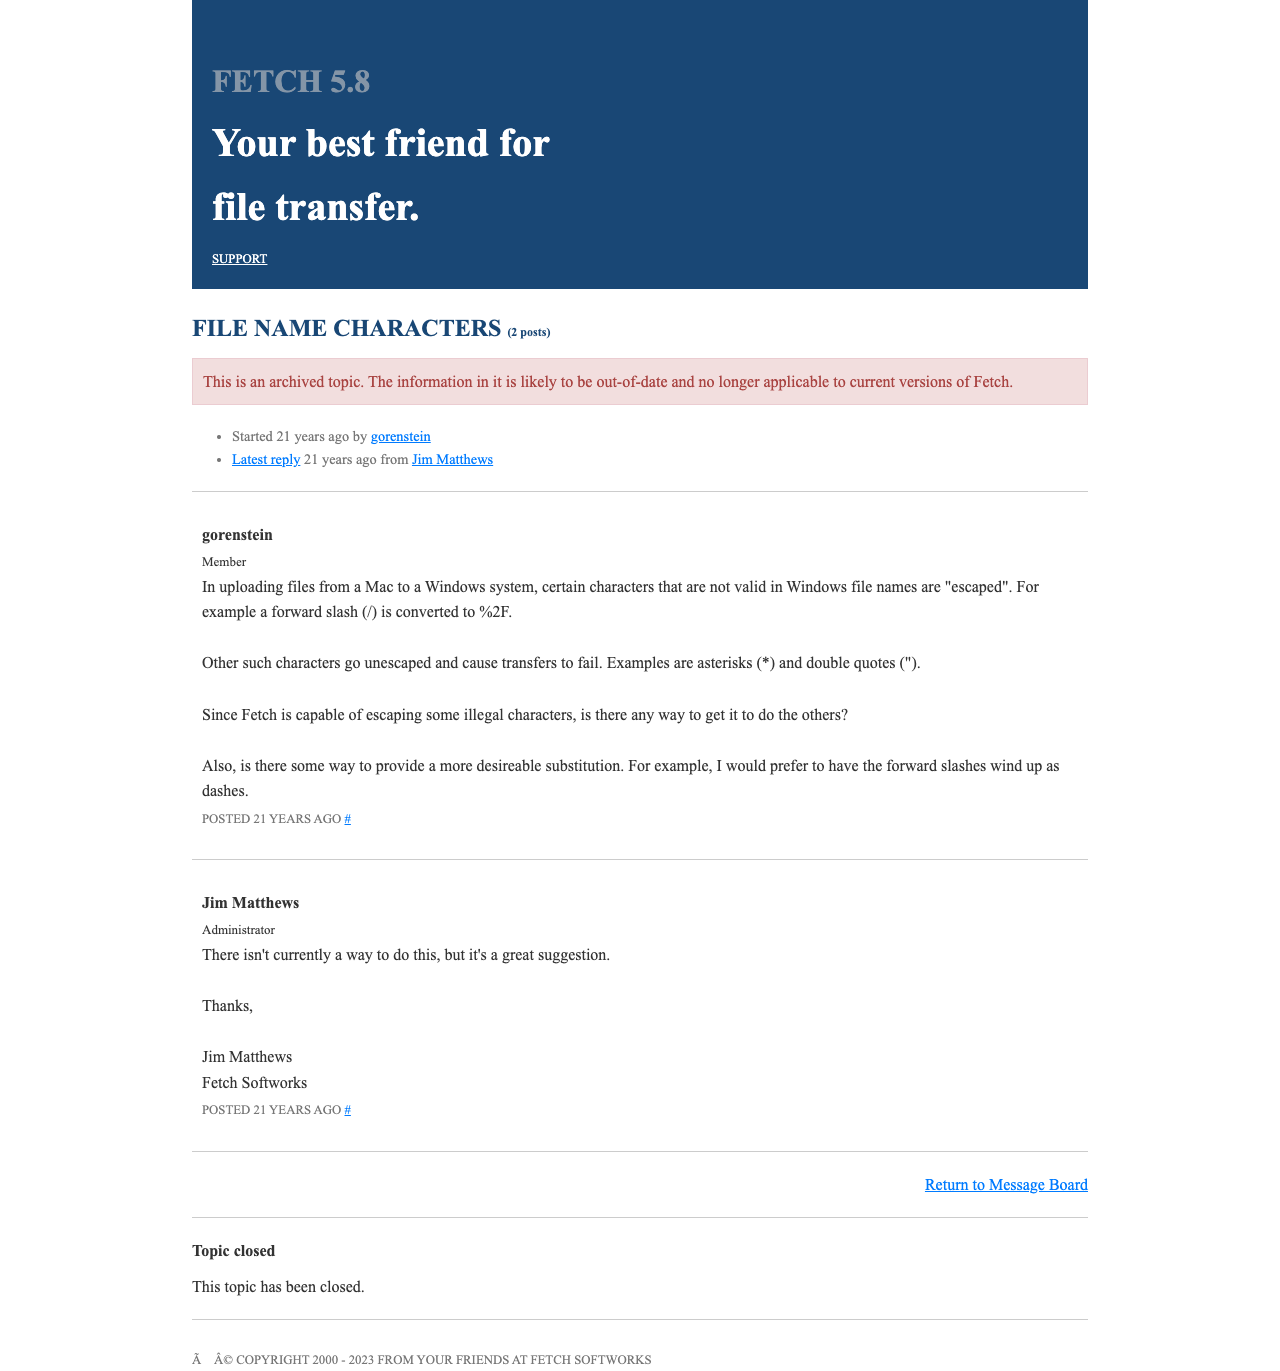 FETCH 5.8
Your best friend for
file transfer.
SUPPORT
FILE NAME CHARACTERS (2 posts)
This is an archived topic. The information in it is likely to be out-of-date and no longer applicable to current versions of Fetch.
• Started 21 years ago by gorenstein
• Latest reply 21 years ago from Jim Matthews
gorenstein
Member
In uploading files from a Mac to a Windows system, certain characters that are not valid in Windows file names are "escaped". For
example a forward slash (/) is converted to %2F.
Other such characters go unescaped and cause transfers to fail. Examples are asterisks (*) and double quotes (").
Since Fetch is capable of escaping some illegal characters, is there any way to get it to do the others?
Also, is there some way to provide a more desireable substitution. For example, I would prefer to have the forward slashes wind up as
dashes.
POSTED 21 YEARS AGO #
Jim Matthews
Administrator
There isn't currently a way to do this, but it's a great suggestion.
Thanks,
Jim Matthews
Fetch Softworks
POSTED 21 YEARS AGO #
Return to Message Board
Topic closed
This topic has been closed.
Ã Â© COPYRIGHT 2000 - 2023 FROM YOUR FRIENDS AT FETCH SOFTWORKS